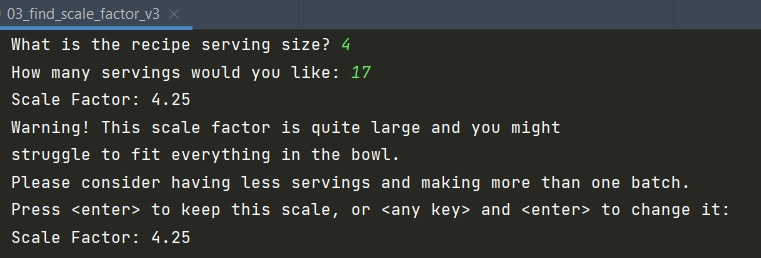 03_find_scale_factor_v3 ×
What is the recipe serving size? 4
How many servings would you like: 17
Scale Factor: 4.25
Warning! This scale factor is quite large and you might
struggle to fit everything in the bowl.
Please consider having less servings and making more than one batch.
Press <enter> to keep this scale, or <any key> and <enter> to change it:
Scale Factor: 4.25